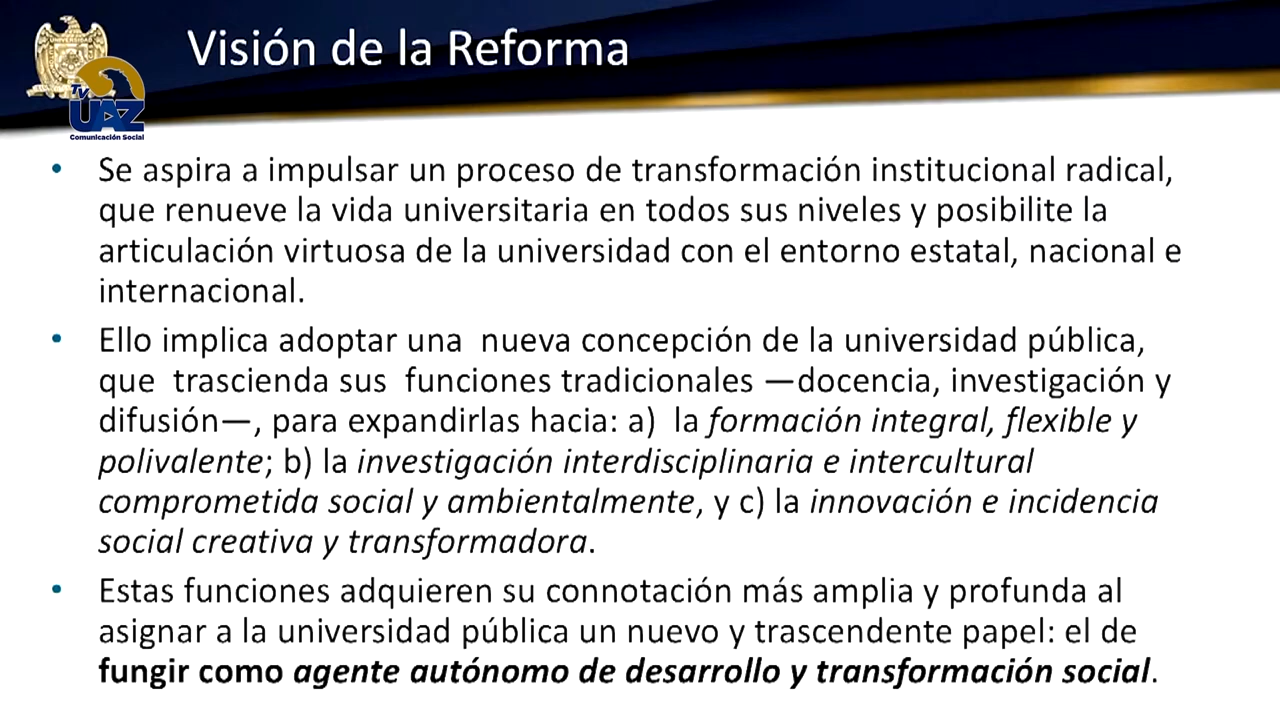 Visión de la Reforma
UNIVERSIDAD
TV
UAZ
Comunicación Social
• Se aspira a impulsar un proceso de transformación institucional radical,
que renueve la vida universitaria en todos sus niveles y posibilite la
articulación virtuosa de la universidad con el entorno estatal, nacional e
internacional.
• Ello implica adoptar una nueva concepción de la universidad pública,
que trascienda sus funciones tradicionales —docencia, investigación y
difusión—, para expandirlas hacia: a) la formación integral, flexible y
polivalente; b) la investigación interdisciplinaria e intercultural
comprometida social y ambientalmente, y c) la innovación e incidencia
social creativa y transformadora.
• Estas funciones adquieren su connotación más amplia y profunda al
asignar a la universidad pública un nuevo y trascendente papel: el de
fungir como agente autónomo de desarrollo y transformación social.